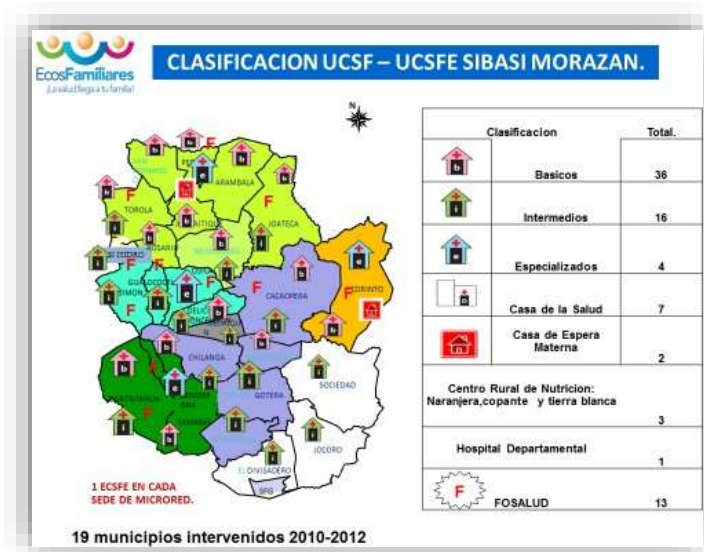 EcosFamiliares
¡La salud llega a tu familia!
CLASIFICACION UCSF – UCSFE SIBASI MORAZAN.
N
Clasificacion Total.
b Basicos 36
i Intermedios 16
e Especializados 4
Casa de la Salud 7
Casa de Espera
Materna
2
Centro Rural de Nutricion:
Naranjera,copante y tierra blanca
3
Hospital Departamental
1
F FOSALUD 13
ARAMBALA
TOROLA
JOATECA
ROSARIO
CORINTO
CACAOPERA
SIMON
CHILANGA
SOCIEDAD
GOTERA
JOCORO
EL DIVISADERO
SFG
1 ECSFE EN CADA
SEDE DE MICRORED.
19 municipios intervenidos 2010-2012